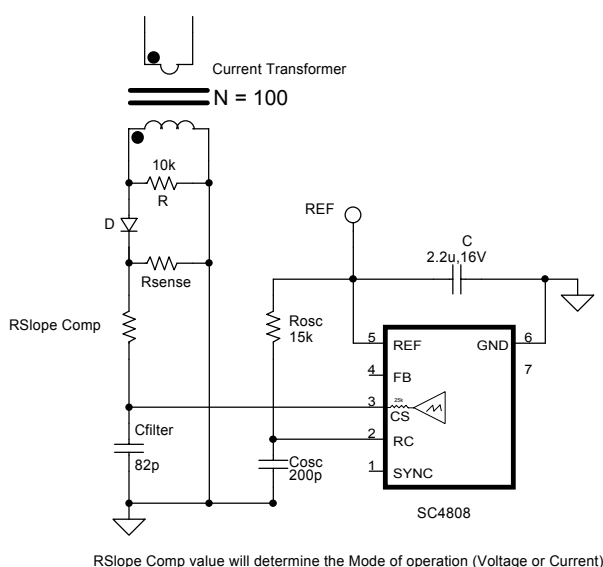 Current Transformer
N = 100
10k
R
D
Rsense
RSlope Comp
Cfilter
82p
REF
C
2.2u,16V
Rosc
15k
Cosc
200p
5 REF
GND 6
4 FB
7
3 CS
25k
2 RC
1 SYNC
SC4808
RSlope Comp value will determine the Mode of operation (Voltage or Current)